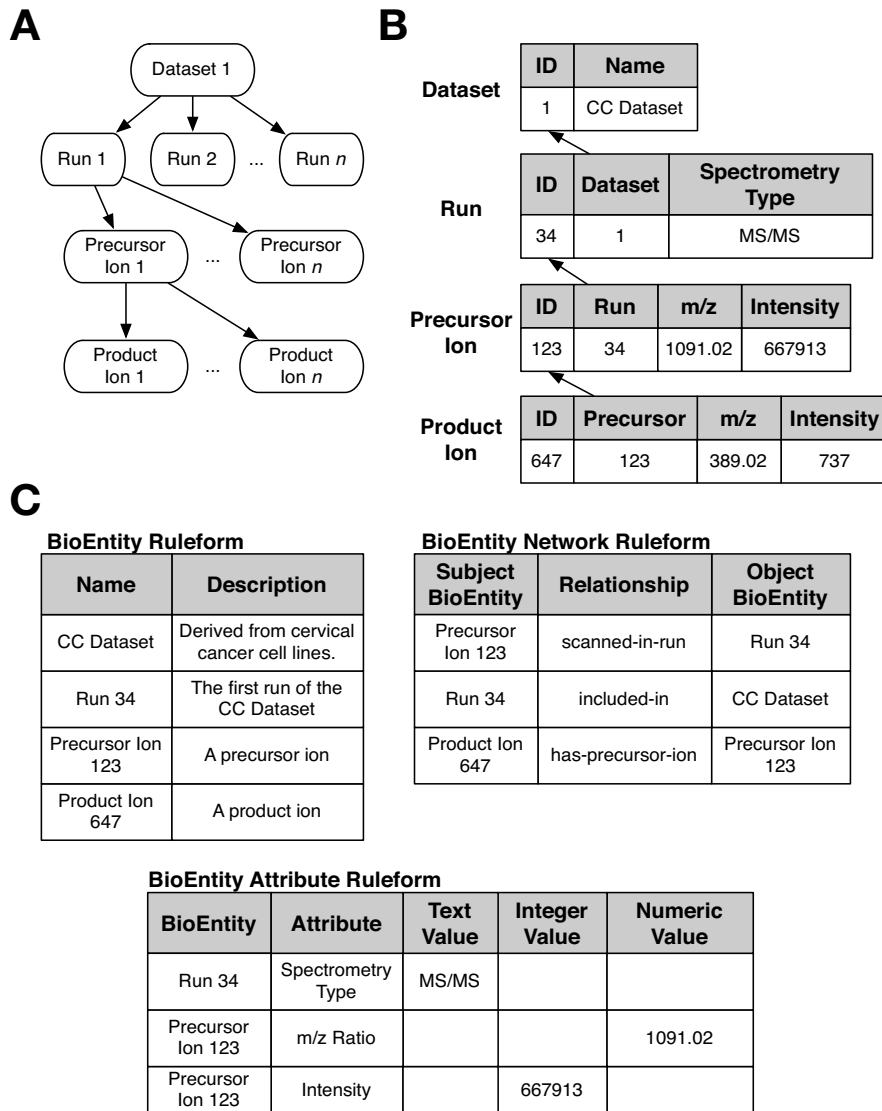 A
Dataset 1
Run 1
Run 2
...
Run n
Precursor
Ion 1
...
Precursor
Ion n
Product
Ion 1
...
Product
Ion n
B
Dataset
ID Name
1 CC Dataset
Run
ID Dataset Spectrometry
Type
34 1 MS/MS
Precursor
Ion
ID Run m/z Intensity
123 34 1091.02 667913
Product
Ion
ID Precursor m/z Intensity
647 123 389.02 737
C
BioEntity Ruleform
Name Description
CC Dataset Derived from cervical
cancer cell lines.
Run 34 The first run of the
CC Dataset
Precursor Ion
123 A precursor ion
Product Ion
647 A product ion
BioEntity Network Ruleform
Subject
BioEntity Relationship Object
BioEntity
Precursor
Ion 123 scanned-in-run Run 34
Run 34 included-in CC Dataset
Product Ion
647 has-precursor-ion Precursor Ion
123
BioEntity Attribute Ruleform
BioEntity Attribute Text
Value Integer
Value Numeric
Value
Run 34 Spectrometry
Type MS/MS
Precursor
Ion 123 m/z Ratio 1091.02
Precursor
Ion 123 Intensity 667913